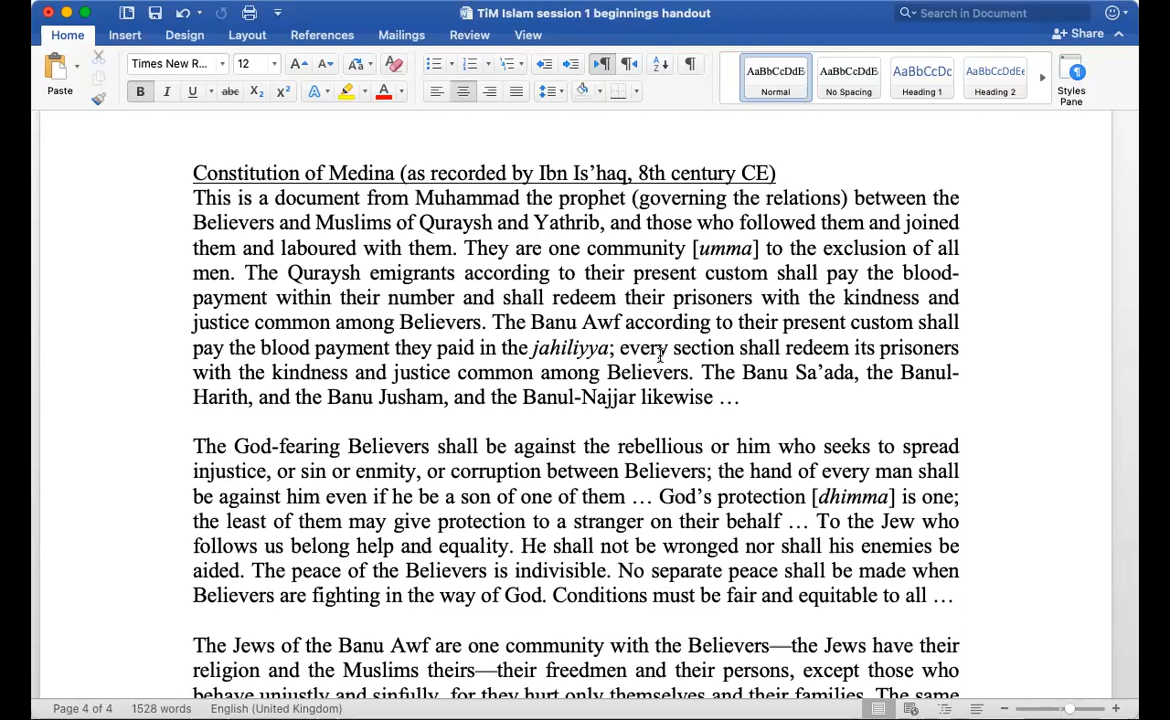 TiM Islam session 1 beginnings handout
Search in Document
Home Insert Design Layout References Mailings Review View
Share
Paste
Times New R... 12
AaBbCcDdE AaBbCcDdE AaBbCcDc AaBbCcDdEe
Normal No Spacing Heading 1 Heading 2
Styles
Pane
Constitution of Medina (as recorded by Ibn Is’haq, 8th century CE)
This is a document from Muhammad the prophet (governing the relations) between the
Believers and Muslims of Quraysh and Yathrib, and those who followed them and joined
them and laboured with them. They are one community [umma] to the exclusion of all
men. The Quraysh emigrants according to their present custom shall pay the blood-
payment within their number and shall redeem their prisoners with the kindness and
justice common among Believers. The Banu Awf according to their present custom shall
pay the blood payment they paid in the jahiliyya; every section shall redeem its prisoners
with the kindness and justice common among Believers. The Banu Sa’ada, the Banul-
Harith, and the Banu Jusham, and the Banul-Najjar likewise …
The God-fearing Believers shall be against the rebellious or him who seeks to spread
injustice, or sin or enmity, or corruption between Believers; the hand of every man shall
be against him even if he be a son of one of them … God’s protection [dhimma] is one;
the least of them may give protection to a stranger on their behalf … To the Jew who
follows us belong help and equality. He shall not be wronged nor shall his enemies be
aided. The peace of the Believers is indivisible. No separate peace shall be made when
Believers are fighting in the way of God. Conditions must be fair and equitable to all …
The Jews of the Banu Awf are one community with the Believers—the Jews have their
religion and the Muslims theirs—their freedmen and their persons, except those who
behave unjustly and sinfully, for they hurt only themselves and their families. The same
Page 4 of 4 1528 words English (United Kingdom)